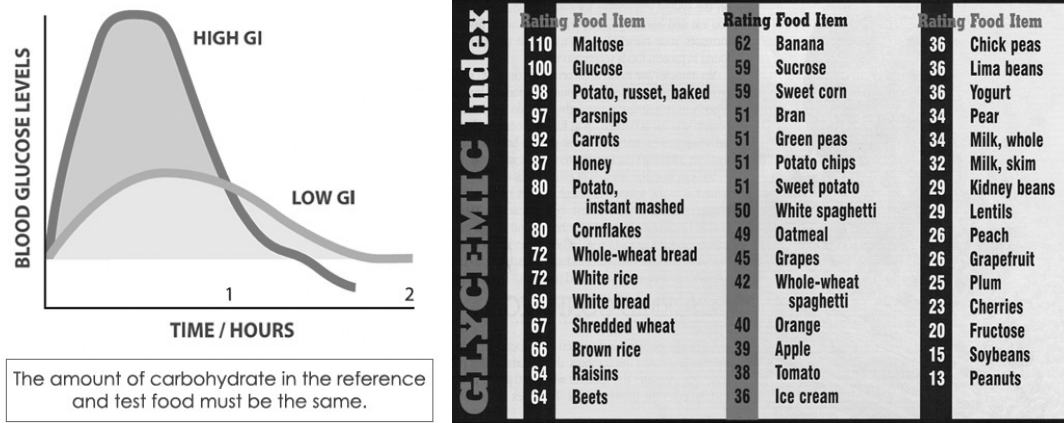 BLOOD GLUCOSE LEVELS
HIGH GI
LOW GI
1
2
TIME / HOURS
The amount of carbohydrate in the reference
and test food must be the same.
GLYCEMIC Index
Rating Food Item
110 Maltose
100 Glucose
98 Potato, russet, baked
97 Parsnips
92 Carrots
87 Honey
80 Potato,
instant mashed
80 Cornflakes
72 Whole-wheat bread
72 White rice
69 White bread
67 Shredded wheat
66 Brown rice
64 Raisins
64 Beets
Rating Food Item
62 Banana
59 Sucrose
59 Sweet corn
51 Bran
51 Green peas
51 Potato chips
51 Sweet potato
50 White spaghetti
49 Oatmeal
45 Grapes
42 Whole-wheat
spaghetti
40 Orange
39 Apple
38 Tomato
36 Ice cream
Rating Food Item
36 Chick peas
36 Lima beans
36 Yogurt
34 Pear
34 Milk, whole
32 Milk, skim
29 Kidney beans
29 Lentils
26 Peach
26 Grapefruit
25 Plum
23 Cherries
20 Fructose
15 Soybeans
13 Peanuts